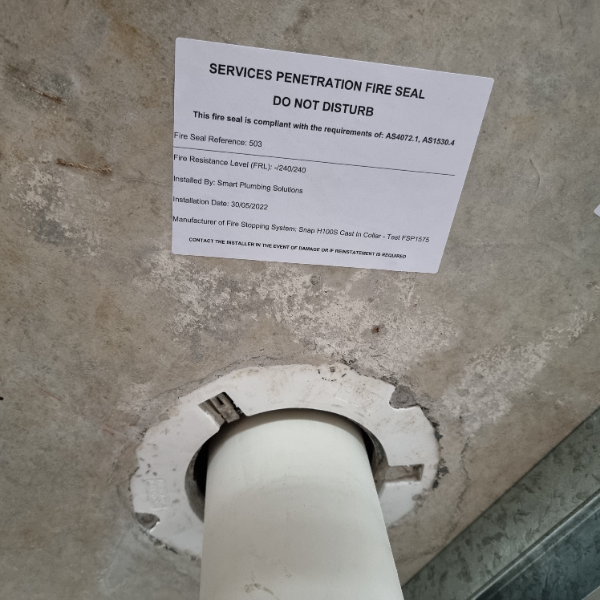 SERVICES PENETRATION FIRE SEAL
DO NOT DISTURB
This fire seal is compliant with the requirements of: AS4072.1, AS1530.4
Fire Seal Reference: 503
Fire Resistance Level (FRL): -/240/240
Installed By: Smart Plumbing Solutions
Installation Date: 30/05/2022
Manufacturer of Fire Stopping System: Snap H100S Cast In Collar - Test FSP1575
CONTACT THE INSTALLER IN THE EVENT OF DAMAGE OR IF REINSTATEMENT IS REQUIRED